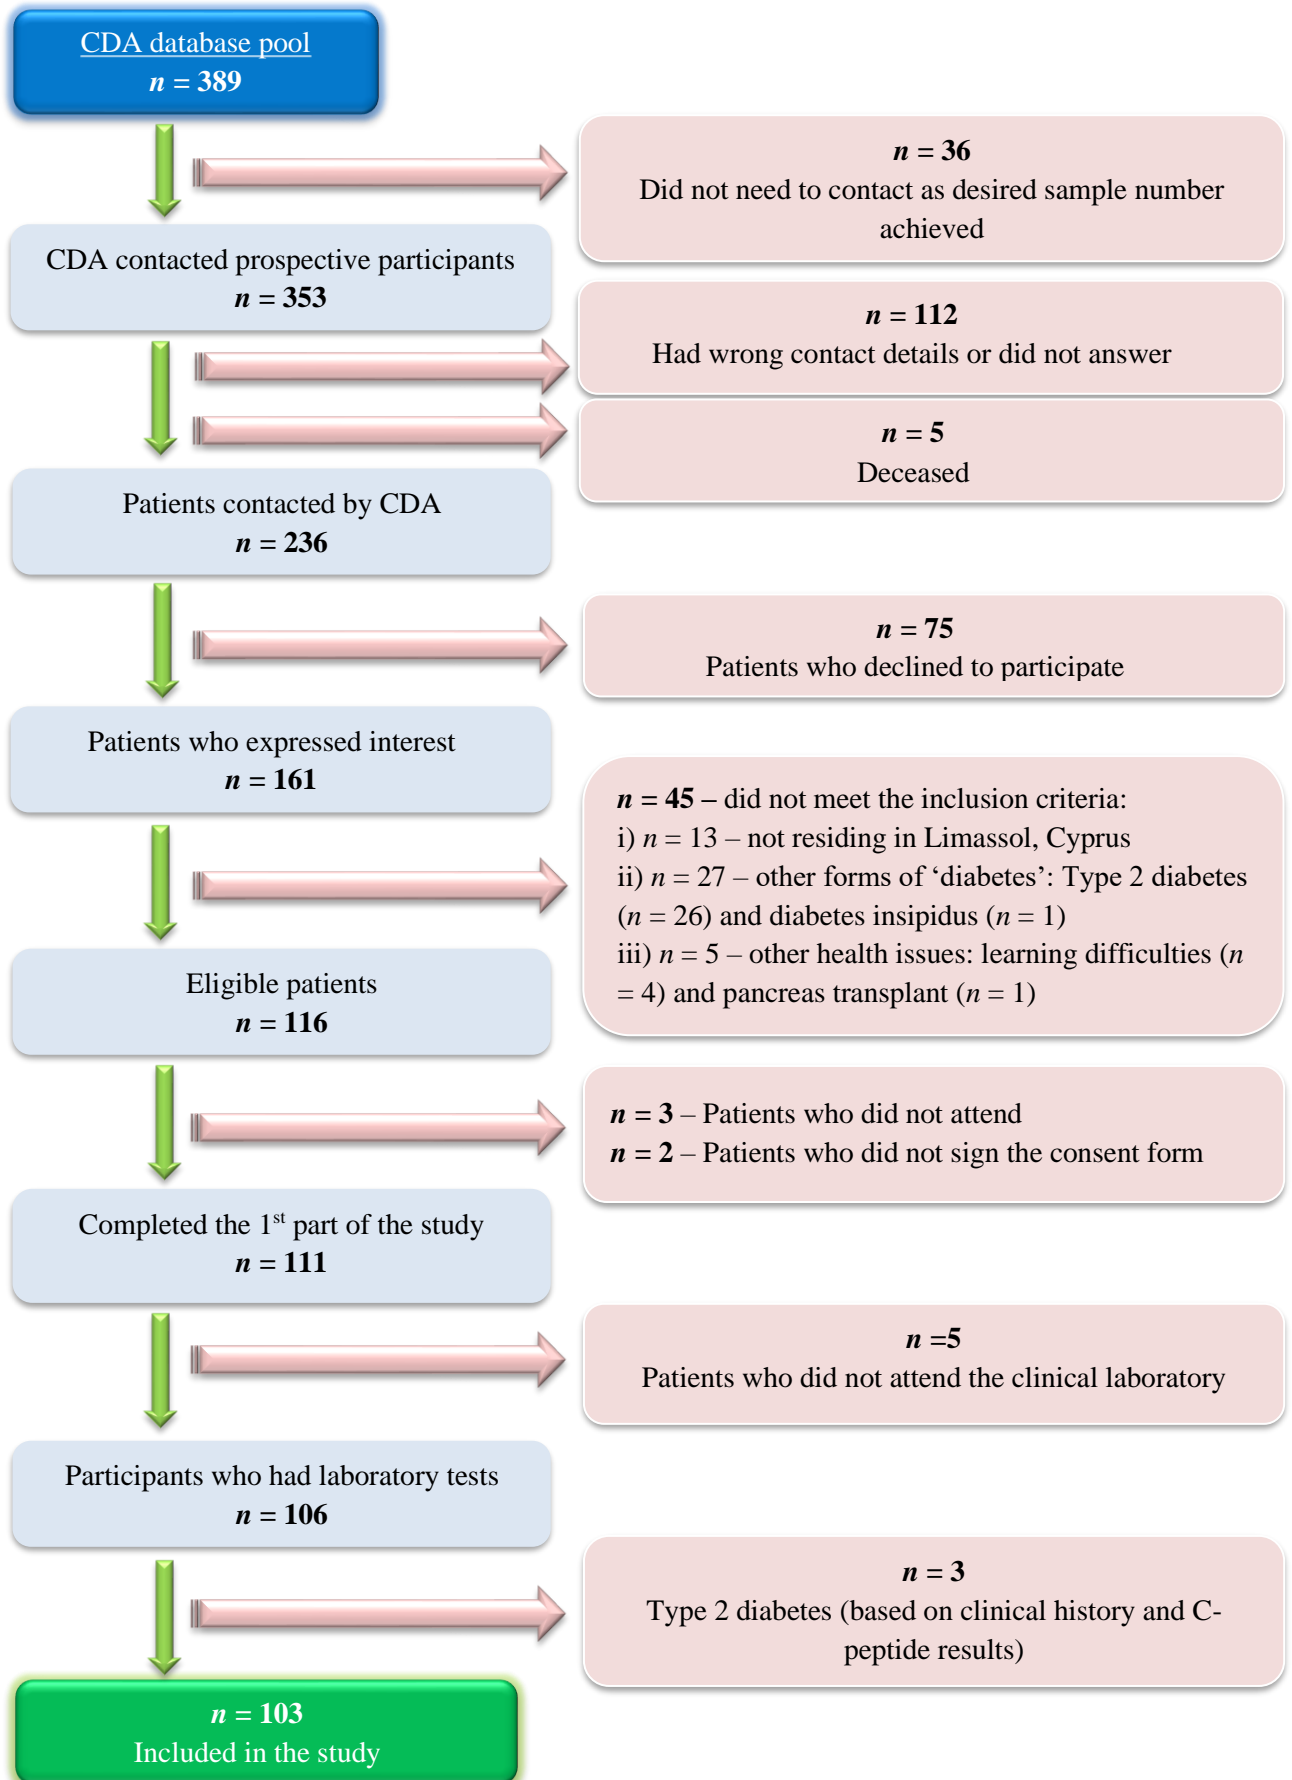 CDA database pool
n = 389
n = 36
Did not need to contact as desired sample number
achieved
CDA contacted prospective participants
n = 353
n = 112
Had wrong contact details or did not answer
n = 5
Deceased
Patients contacted by CDA
n = 236
n = 75
Patients who declined to participate
Patients who expressed interest
n = 161
n = 45 – did not meet the inclusion criteria:
i) n = 13 – not residing in Limassol, Cyprus
ii) n = 27 – other forms of ‘diabetes’: Type 2 diabetes
(n = 26) and diabetes insipidus (n = 1)
iii) n = 5 – other health issues: learning difficulties (n
= 4) and pancreas transplant (n = 1)
Eligible patients
n = 116
n = 3 – Patients who did not attend
n = 2 – Patients who did not sign the consent form
Completed the 1st part of the study
n = 111
n =5
Patients who did not attend the clinical laboratory
Participants who had laboratory tests
n = 106
n = 3
Type 2 diabetes (based on clinical history and C-
peptide results)
n = 103
Included in the study